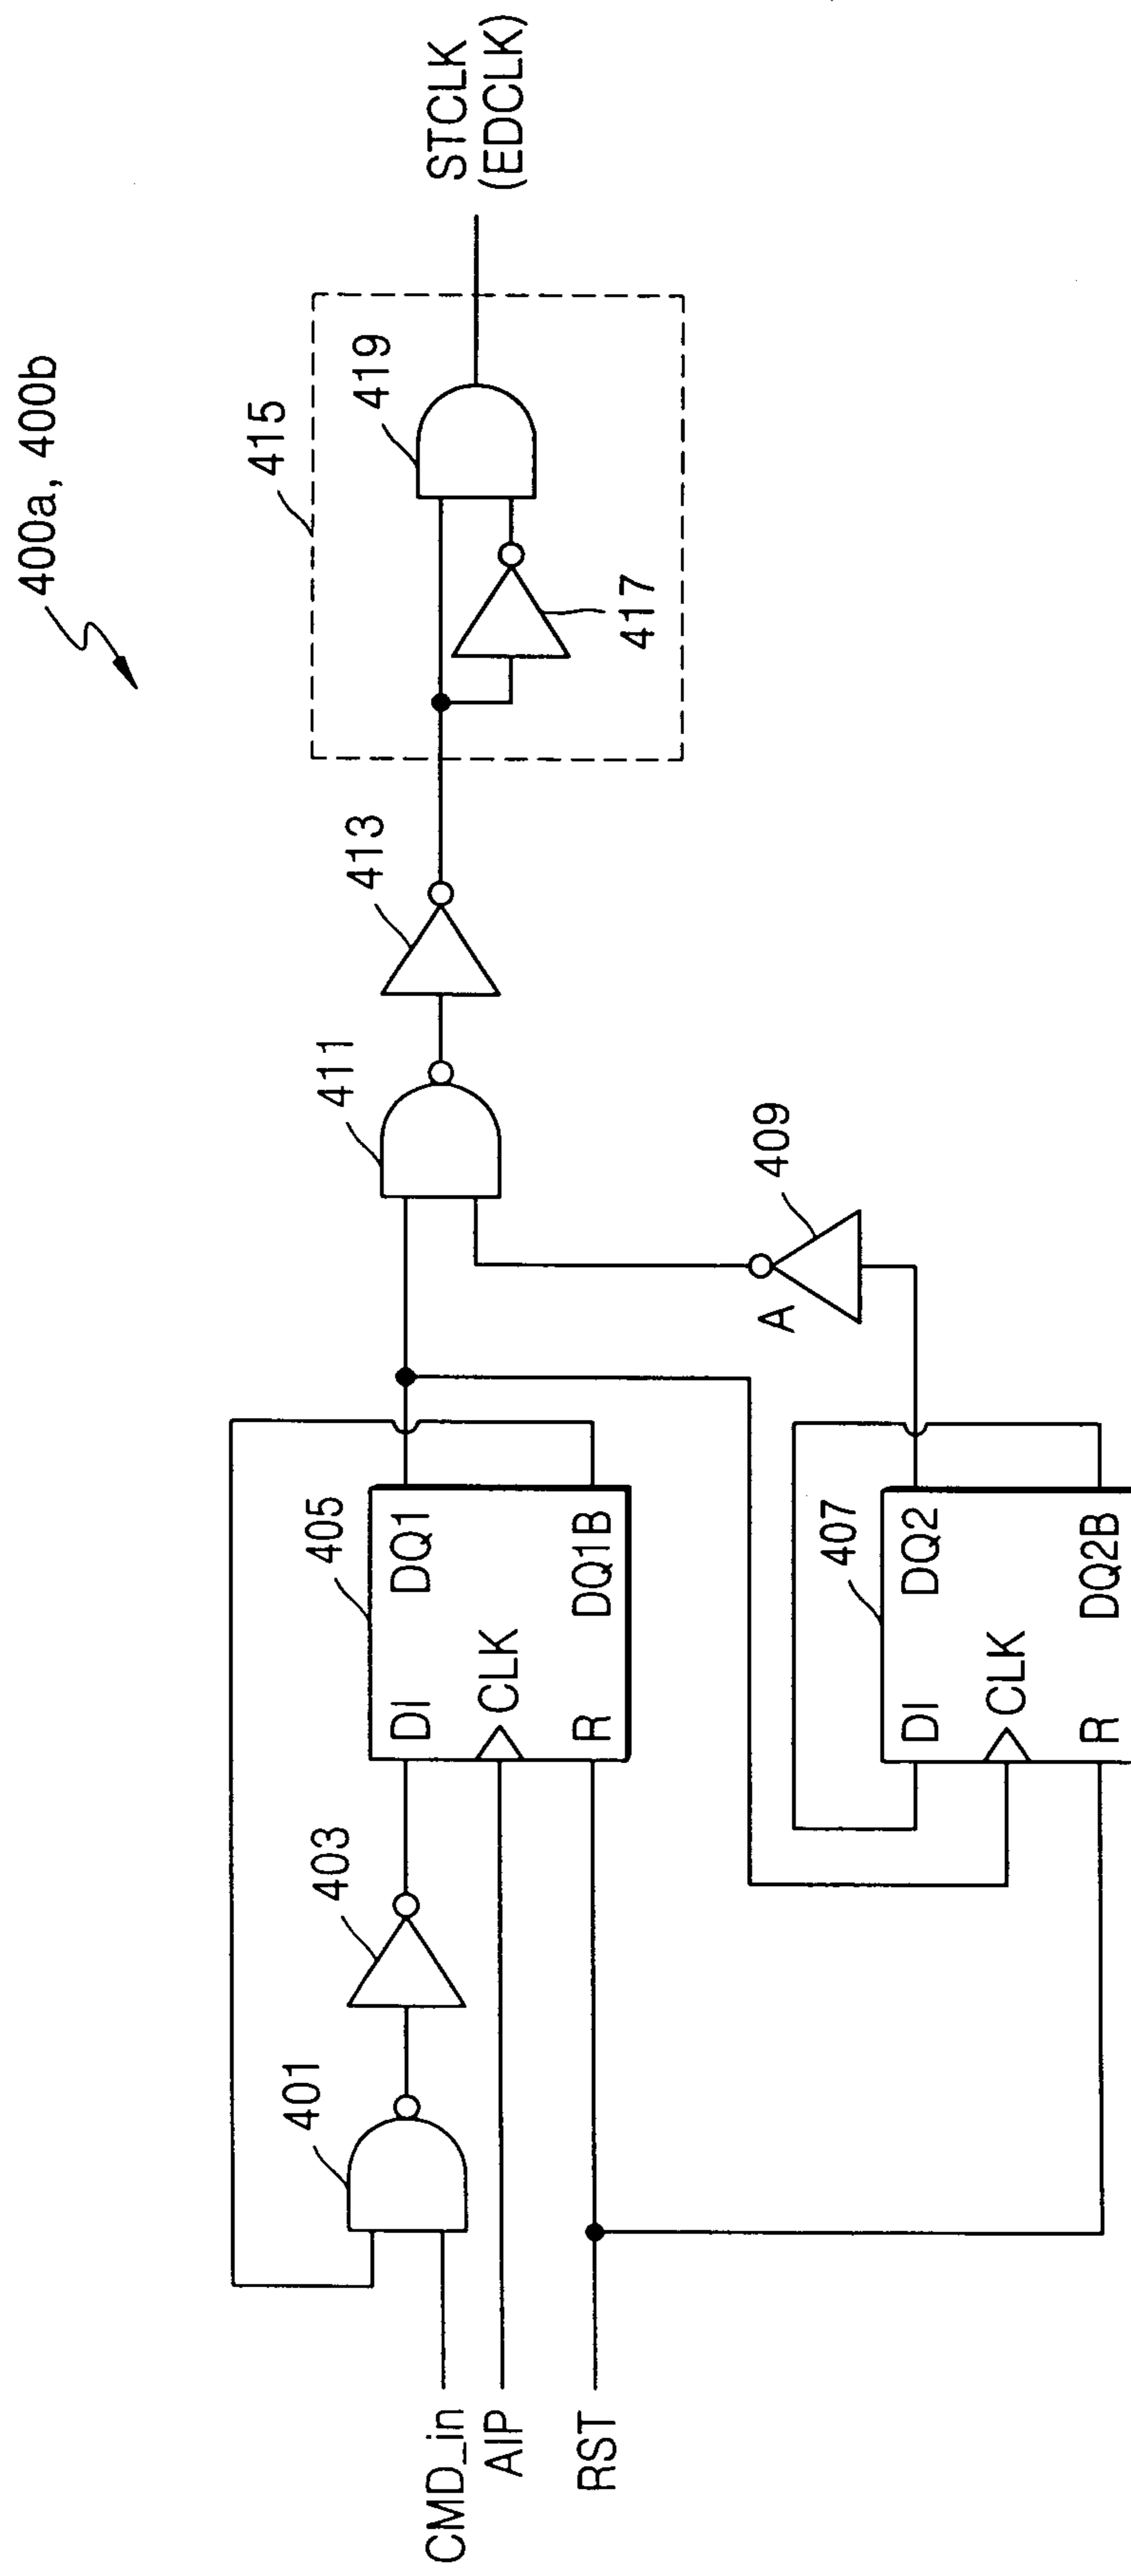 400a, 400b
CMD_in
AIP
RST
401
403
405
DI
CLK
R
DQ1
DQ1B
407
DI
CLK
R
DQ2
DQ2B
409
A
411
413
415
417
419
STCLK
(EDCLK)